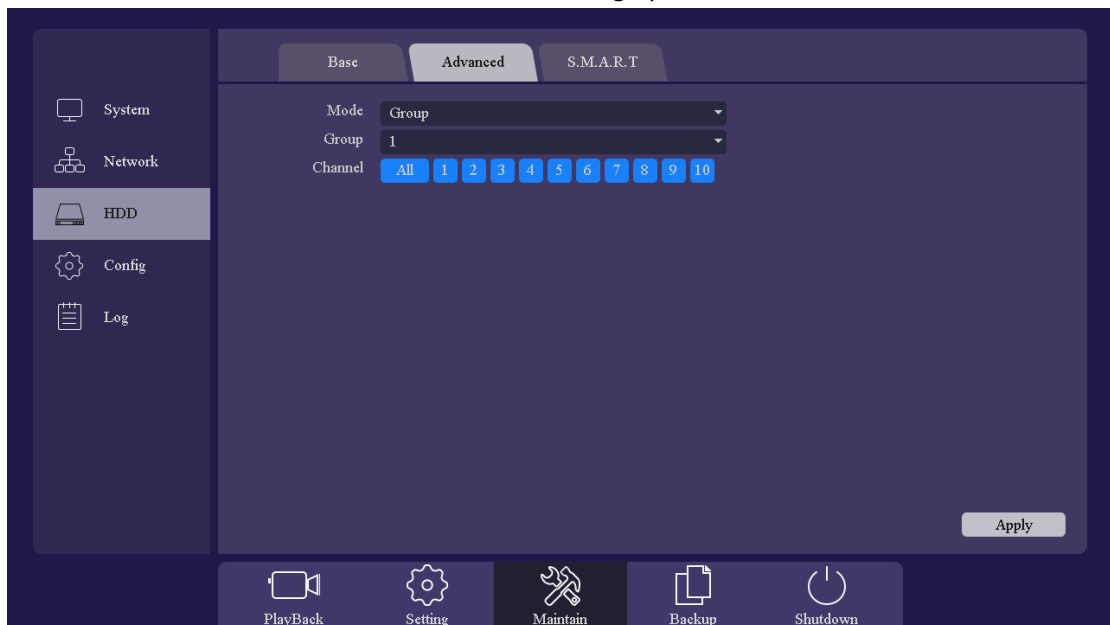 Base Advanced S.M.A.R.T
System
Network
HDD
Config
Log
Mode Group
Group 1
Channel All 1 2 3 4 5 6 7 8 9 10
Apply
PlayBack Setting Maintain Backup Shutdown